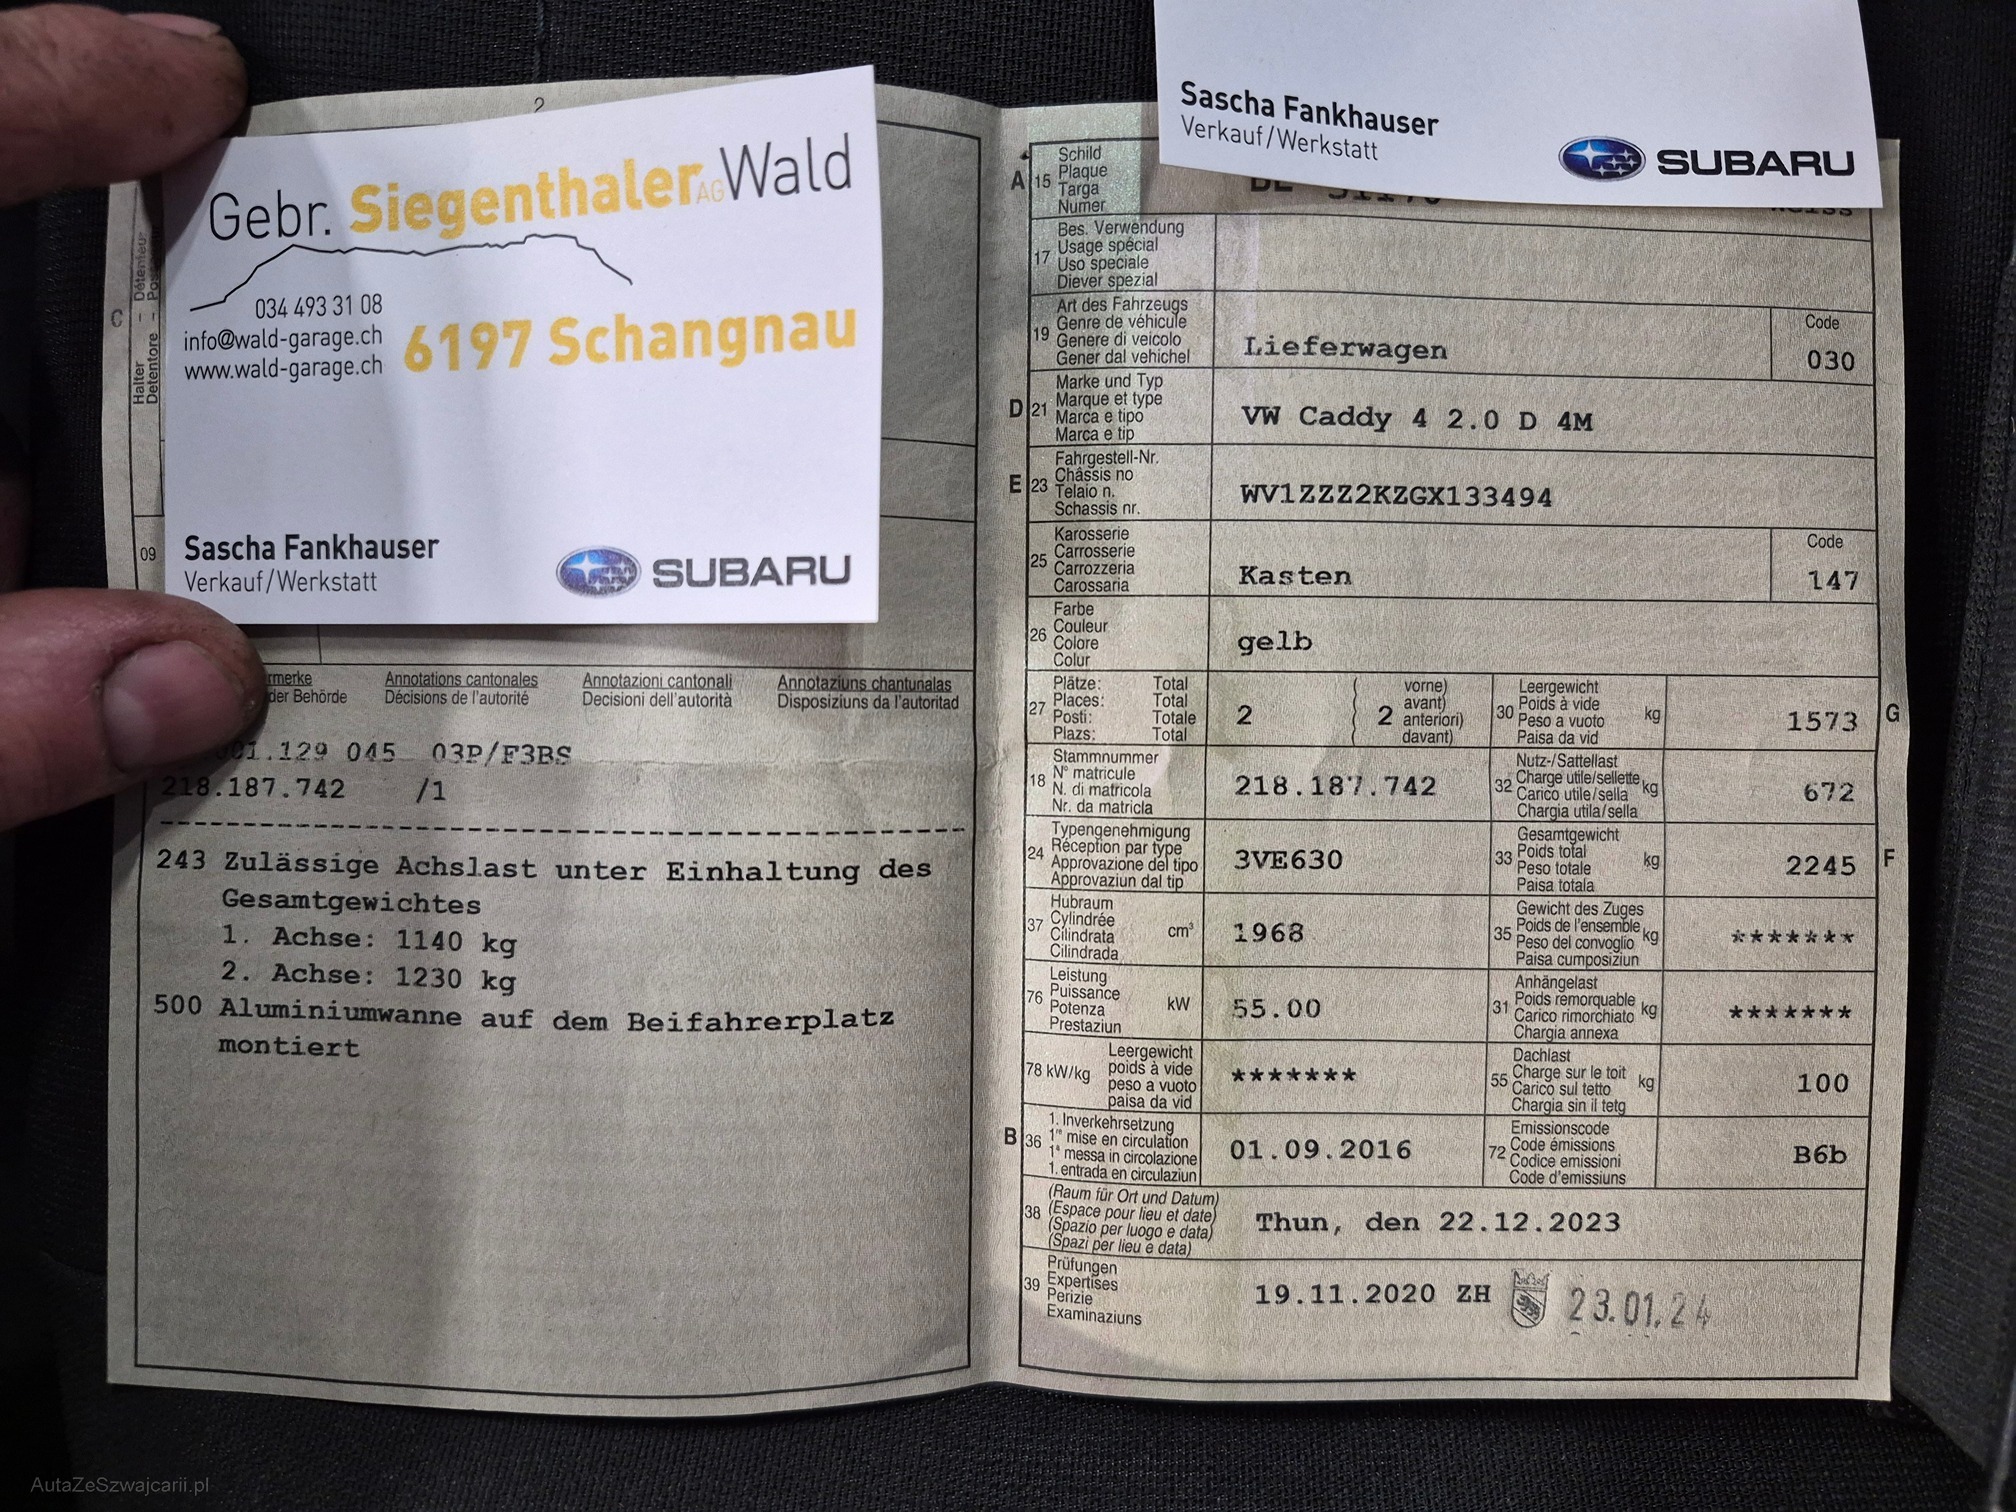 2
Gebr. Siegenthaler AG Wald
034 493 31 08
info@wald-garage.ch
www.wald-garage.ch
6197 Schangnau
Sascha Fankhauser
Verkauf/Werkstatt
SUBARU
C
Halter - Détenteur
Detentore -
09
rmerke
der Behörde
Annotations cantonales
Décisions de l'autorité
Annotazioni cantonali
Decisioni dell'autorità
Annotaziuns chantunalas
Disposiziuns da l'autoritad
.129 045 03P/F3BS
218.187.742 /1
243 Zulässige Achslast unter Einhaltung des
Gesamtgewichtes
1. Achse: 1140 kg
2. Achse: 1230 kg
500 Aluminiumwanne auf dem Beifahrerplatz
montiert
Sascha Fankhauser
Verkauf/Werkstatt
SUBARU
A 15
Schild
Plaque
Targa
Numer
17
Bes. Verwendung
Usage spécial
Uso speciale
Diever spezial
19
Art des Fahrzeugs
Genre de véhicule
Genere di veicolo
Gener dal vehichel
Lieferwagen
Code
030
D 21
Marke und Typ
Marque et type
Marca e tipo
Marca e tip
VW Caddy 4 2.0 D 4M
E 23
Fahrgestell-Nr.
Châssis no
Telaio n.
Schassis nr.
WV1ZZZ2KZGX133494
25
Karosserie
Carrosserie
Carrozzeria
Carossaria
Kasten
Code
147
26
Farbe
Couleur
Colore
Colur
gelb
27
Plätze: Total
Places: Total
Posti: Totale
Plazs: Total
2
2
vorne)
avant)
anteriori)
davant)
30
Leergewicht
Poids à vide
Peso a vuoto
Paisa da vid
kg
1573
G
18
Stammnummer
N° matricule
N. di matricola
Nr. da matricla
218.187.742
32
Nutz-/Sattellast
Charge utile/sellette
Carico utile/sella
Chargia utila/sella
kg
672
24
Typengenehmigung
Réception par type
Approvazione del tipo
Approvaziun dal tip
3VE630
33
Gesamtgewicht
Poids total
Peso totale
Paisa totala
kg
2245
F
37
Hubraum
Cylindrée
Cilindrata
Cilindrada
cm³
1968
35
Gewicht des Zuges
Poids de l'ensemble
Peso del convoglio
Paisa cumposiziun
kg
*******
76
Leistung
Puissance
Potenza
Prestaziun
kW
55.00
31
Anhängelast
Poids remorquable
Carico rimorchiato
Chargia annexa
kg
*******
78 kW/kg
Leergewicht
poids à vide
peso a vuoto
paisa da vid
*******
55
Dachlast
Charge sur le toit
Carico sul tetto
Chargia sin il tetg
kg
100
B 36
1. Inverkehrsetzung
1re mise en circulation
1a messa in circolazione
1. entrada en circulaziun
01.09.2016
72
Emissionscode
Code émissions
Codice emissioni
Code d'emissiuns
B6b
38
(Raum für Ort und Datum)
(Espace pour lieu et date)
(Spazio per luogo e data)
(Spazi per lieu e data)
Thun, den 22.12.2023
39
Prüfungen
Expertises
Perizie
Examinaziuns
19.11.2020 ZH
23.01.24
AutaZeSzwajcarii.pl